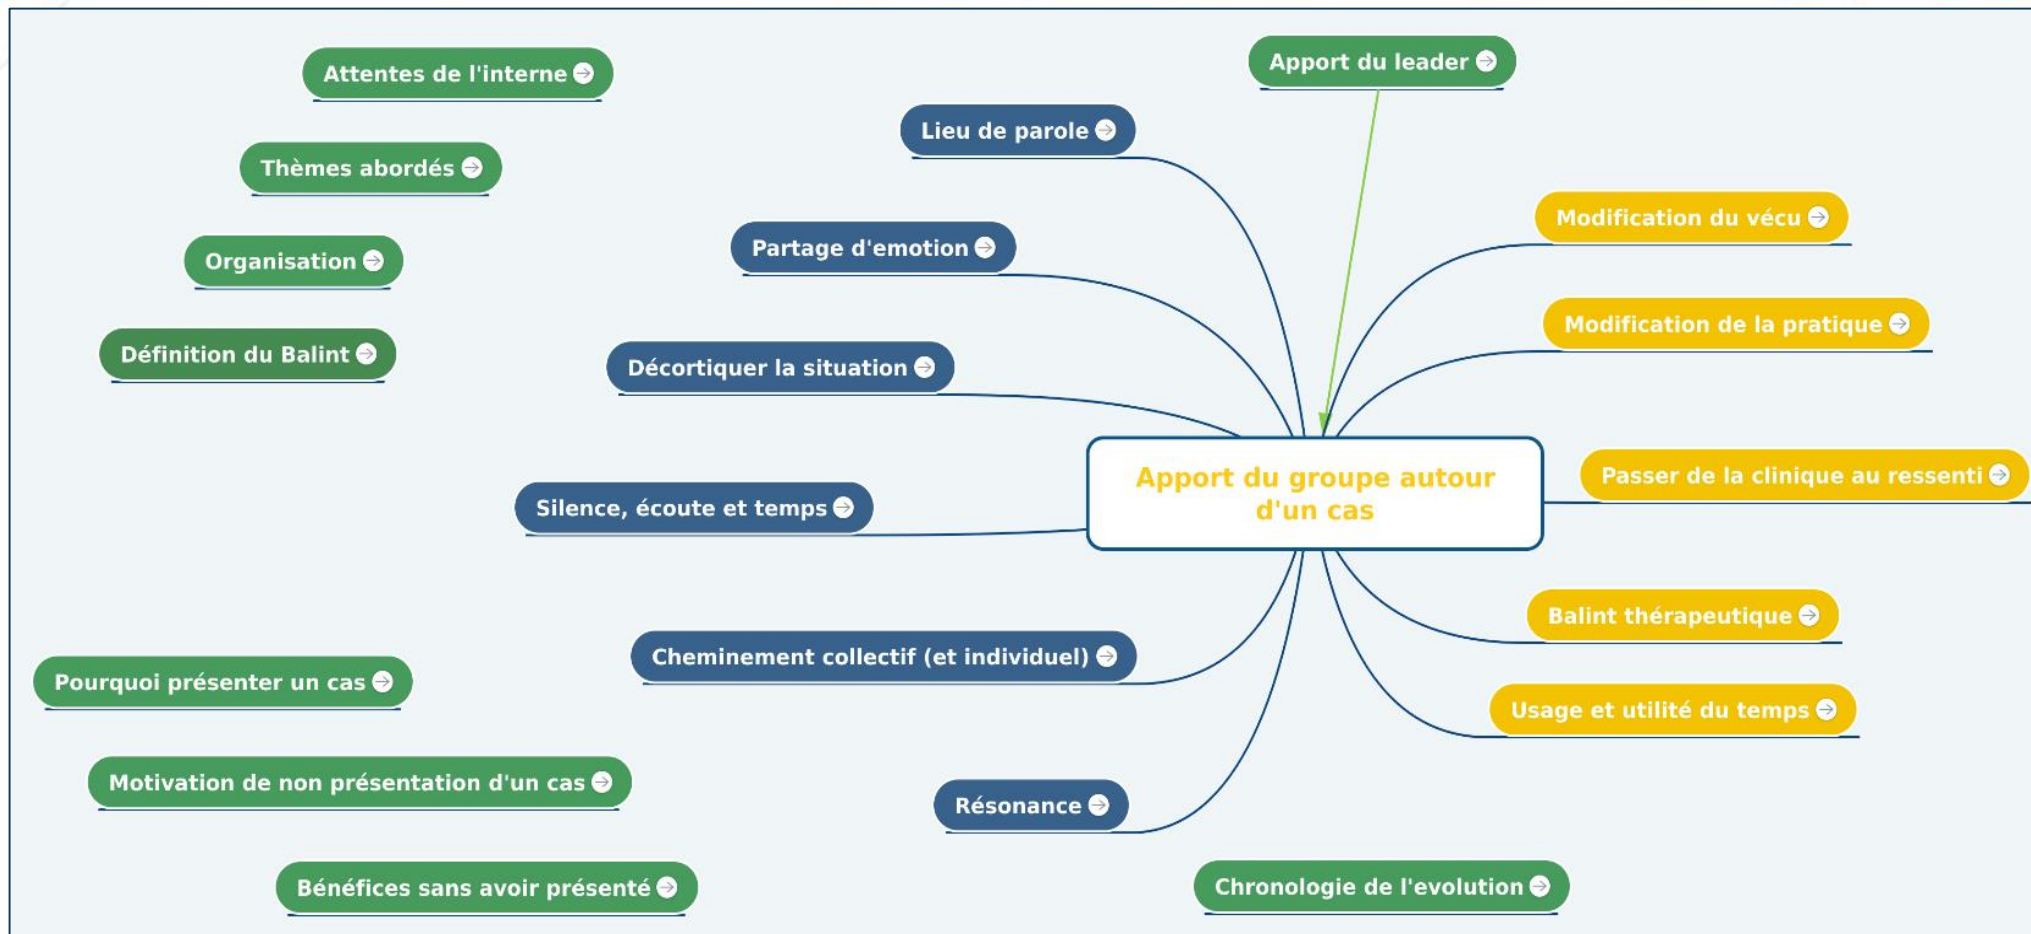 Attentes de l'interne
Apport du leader
Lieu de parole
Thèmes abordés
Modification du vécu
Partage d'emotion
Organisation
Modification de la pratique
Définition du Balint
Décortiquer la situation
Passer de la clinique au ressenti
Apport du groupe autour
d'un cas
Silence, écoute et temps
Balint thérapeutique
Cheminement collectif (et individuel)
Pourquoi présenter un cas
Usage et utilité du temps
Motivation de non présentation d'un cas
Résonance
Bénéfices sans avoir présenté
Chronologie de l'evolution